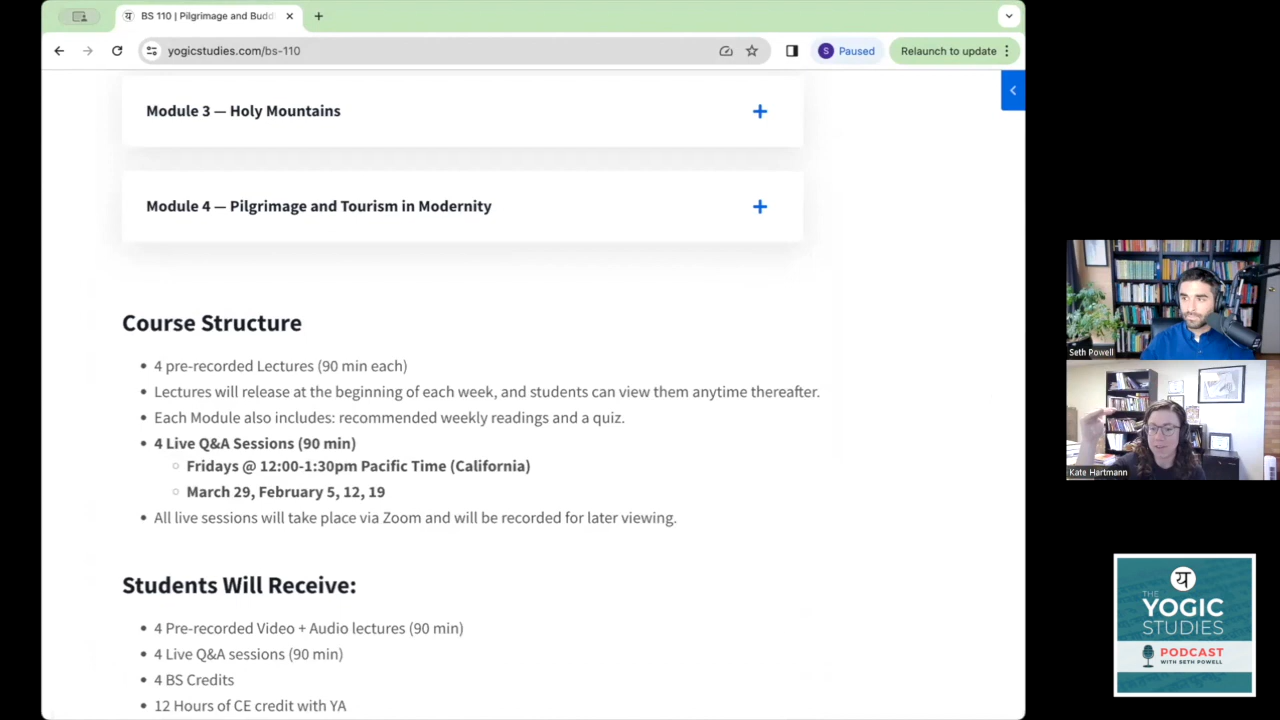 BS 110 | Pilgrimage and Budd
yogicstudies.com/bs-110
S
Paused
Relaunch to update
Module 3 — Holy Mountains
Module 4 — Pilgrimage and Tourism in Modernity
Course Structure
4 pre-recorded Lectures (90 min each)
Lectures will release at the beginning of each week, and students can view them anytime thereafter.
Each Module also includes: recommended weekly readings and a quiz.
4 Live Q&A Sessions (90 min)
Fridays @ 12:00-1:30pm Pacific Time (California)
March 29, February 5, 12, 19
All live sessions will take place via Zoom and will be recorded for later viewing.
Students Will Receive:
4 Pre-recorded Video + Audio lectures (90 min)
4 Live Q&A sessions (90 min)
4 BS Credits
12 Hours of CE credit with YA
Seth Powell
Kate Hartmann
य
THE
YOGIC
STUDIES
PODCAST
WITH SETH POWELL